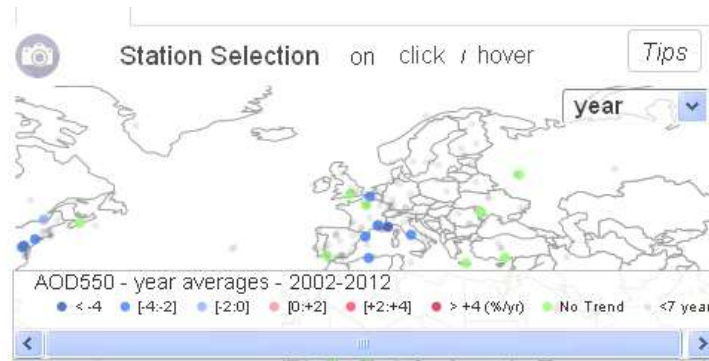 Station Selection on click / hover Tips
year
AOD550 - year averages - 2002-2012
< -4 [-4:-2] [-2:0] [0:+2] [+2:+4] > +4 (%/yr) No Trend <7 year